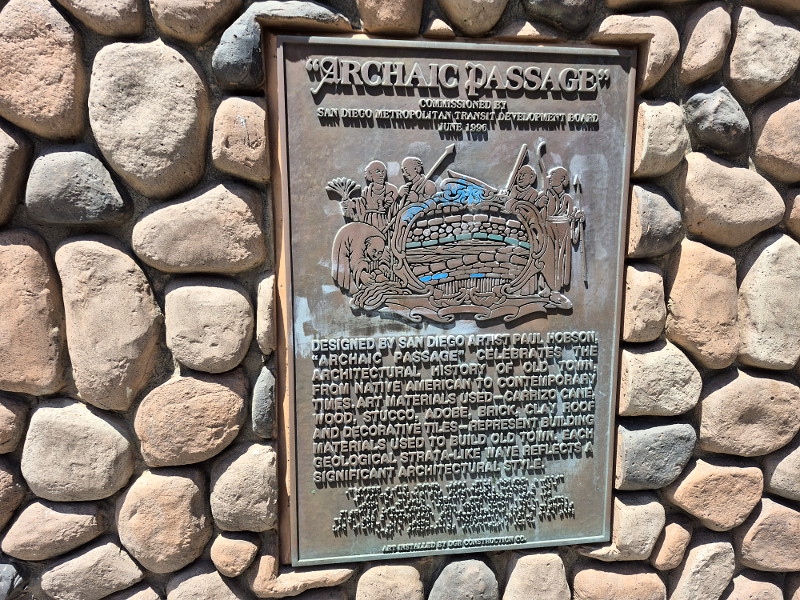 "ARCHAIC PASSAGE"
COMMISSIONED BY
SAN DIEGO METROPOLITAN TRANSIT DEVELOPMENT BOARD
JUNE 1996
DESIGNED BY SAN DIEGO ARTIST PAUL HOBSON,
"ARCHAIC PASSAGE" CELEBRATES THE
ARCHITECTURAL HISTORY OF OLD TOWN,
FROM NATIVE AMERICAN TO CONTEMPORARY
TIMES. ART MATERIALS USED—CARRIZO CANE,
WOOD, STUCCO, ADOBE, BRICK, CLAY ROOF
AND DECORATIVE TILES—REPRESENT BUILDING
MATERIALS USED TO BUILD OLD TOWN. EACH
GEOLOGICAL STRATA-LIKE WAVE REFLECTS A
SIGNIFICANT ARCHITECTURAL STYLE.
ART INSTALLED BY DGR CONSTRUCTION CO.